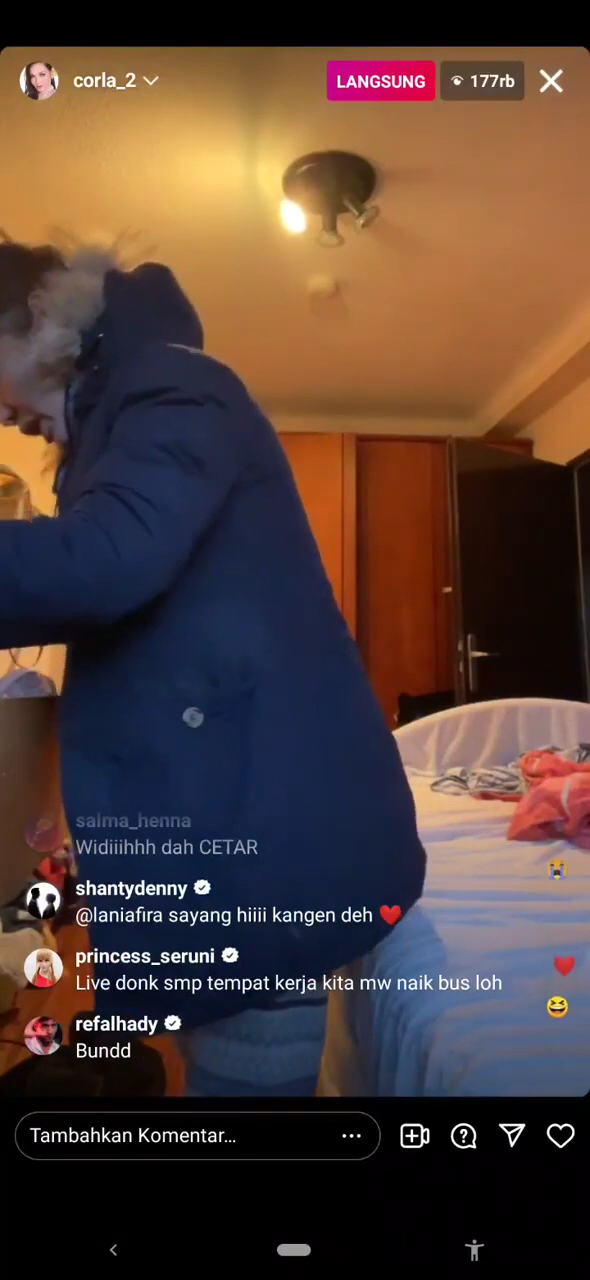 corla_2
LANGSUNG
177rb
salma_henna
Widiiihhh dah CETAR
shantydenny
@laniafira sayang hiiii kangen deh ❤️
princess_seruni
Live donk smp tempat kerja kita mw naik bus loh
refalhady
Bundd
Tambahkan Komentar...